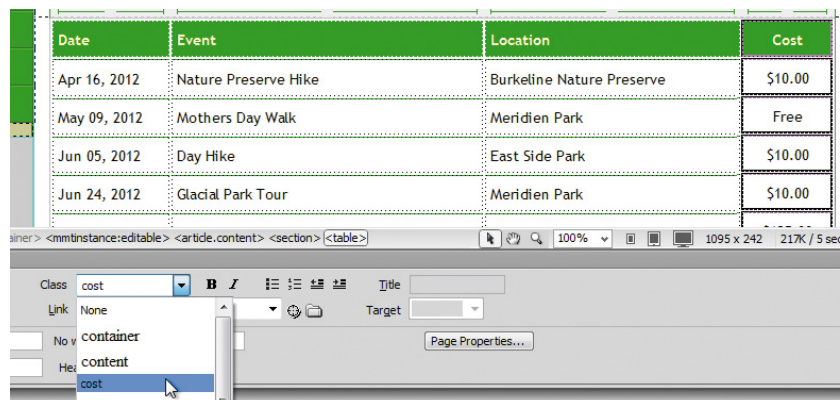 Date Event Location Cost
Apr 16, 2012 Nature Preserve Hike Burkeline Nature Preserve $10.00
May 09, 2012 Mothers Day Walk Meridien Park Free
Jun 05, 2012 Day Hike East Side Park $10.00
Jun 24, 2012 Glacial Park Tour Meridien Park $10.00
ainer> <mmtinstance:editable> <article.content> <section> <table> 100% 1095 x 242 217K / 5 sec
Class cost B I Title
Link None Target
No w container Page Properties...
content
Hea
cost